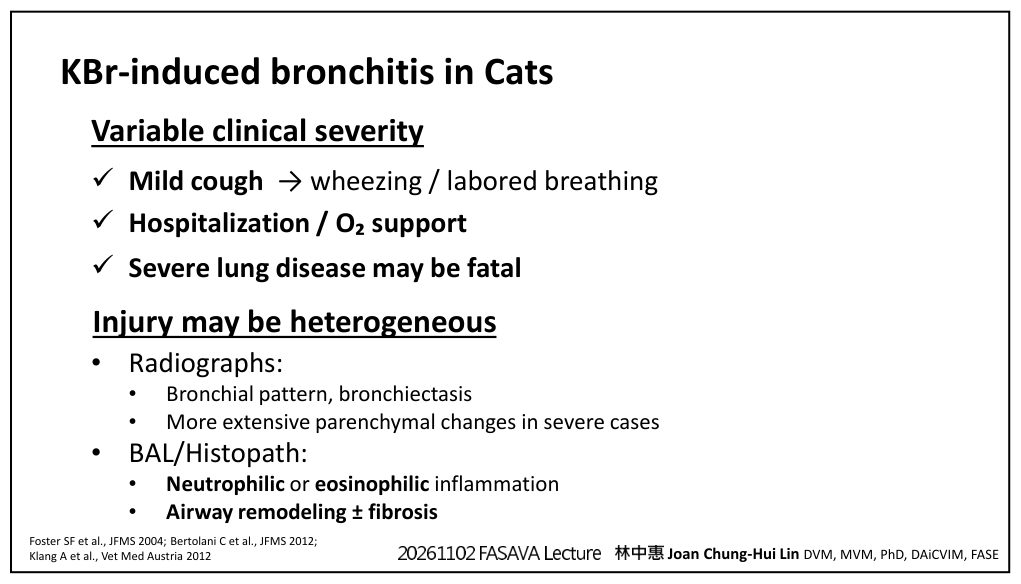 KBr-induced bronchitis in Cats
Variable clinical severity
✓ Mild cough → wheezing / labored breathing
✓ Hospitalization / O₂ support
✓ Severe lung disease may be fatal
Injury may be heterogeneous
• Radiographs:
• Bronchial pattern, bronchiectasis
• More extensive parenchymal changes in severe cases
• BAL/Histopath:
• Neutrophilic or eosinophilic inflammation
• Airway remodeling ± fibrosis
Foster SF et al., JFMS 2004; Bertolani C et al., JFMS 2012;
Klang A et al., Vet Med Austria 2012
20261102 FASAVA Lecture 林中惠 Joan Chung-Hui Lin DVM, MVM, PhD, DAiCVIM, FASE